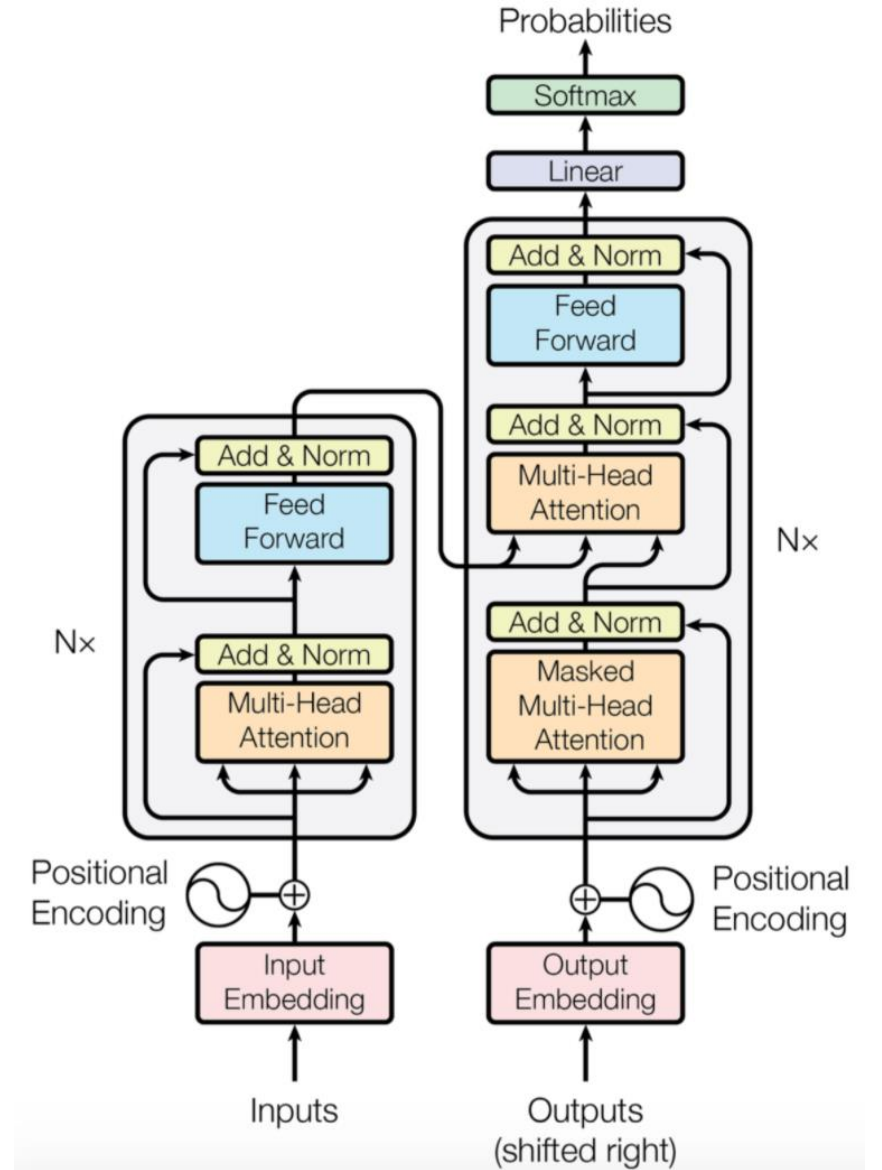 Probabilities
Softmax
Linear
Add & Norm
Feed
Forward
Add & Norm
Multi-Head
Attention
Add & Norm
Masked
Multi-Head
Attention
N×
Add & Norm
Feed
Forward
Add & Norm
Multi-Head
Attention
N×
Positional
Encoding
Positional
Encoding
Input
Embedding
Output
Embedding
Inputs
Outputs
(shifted right)